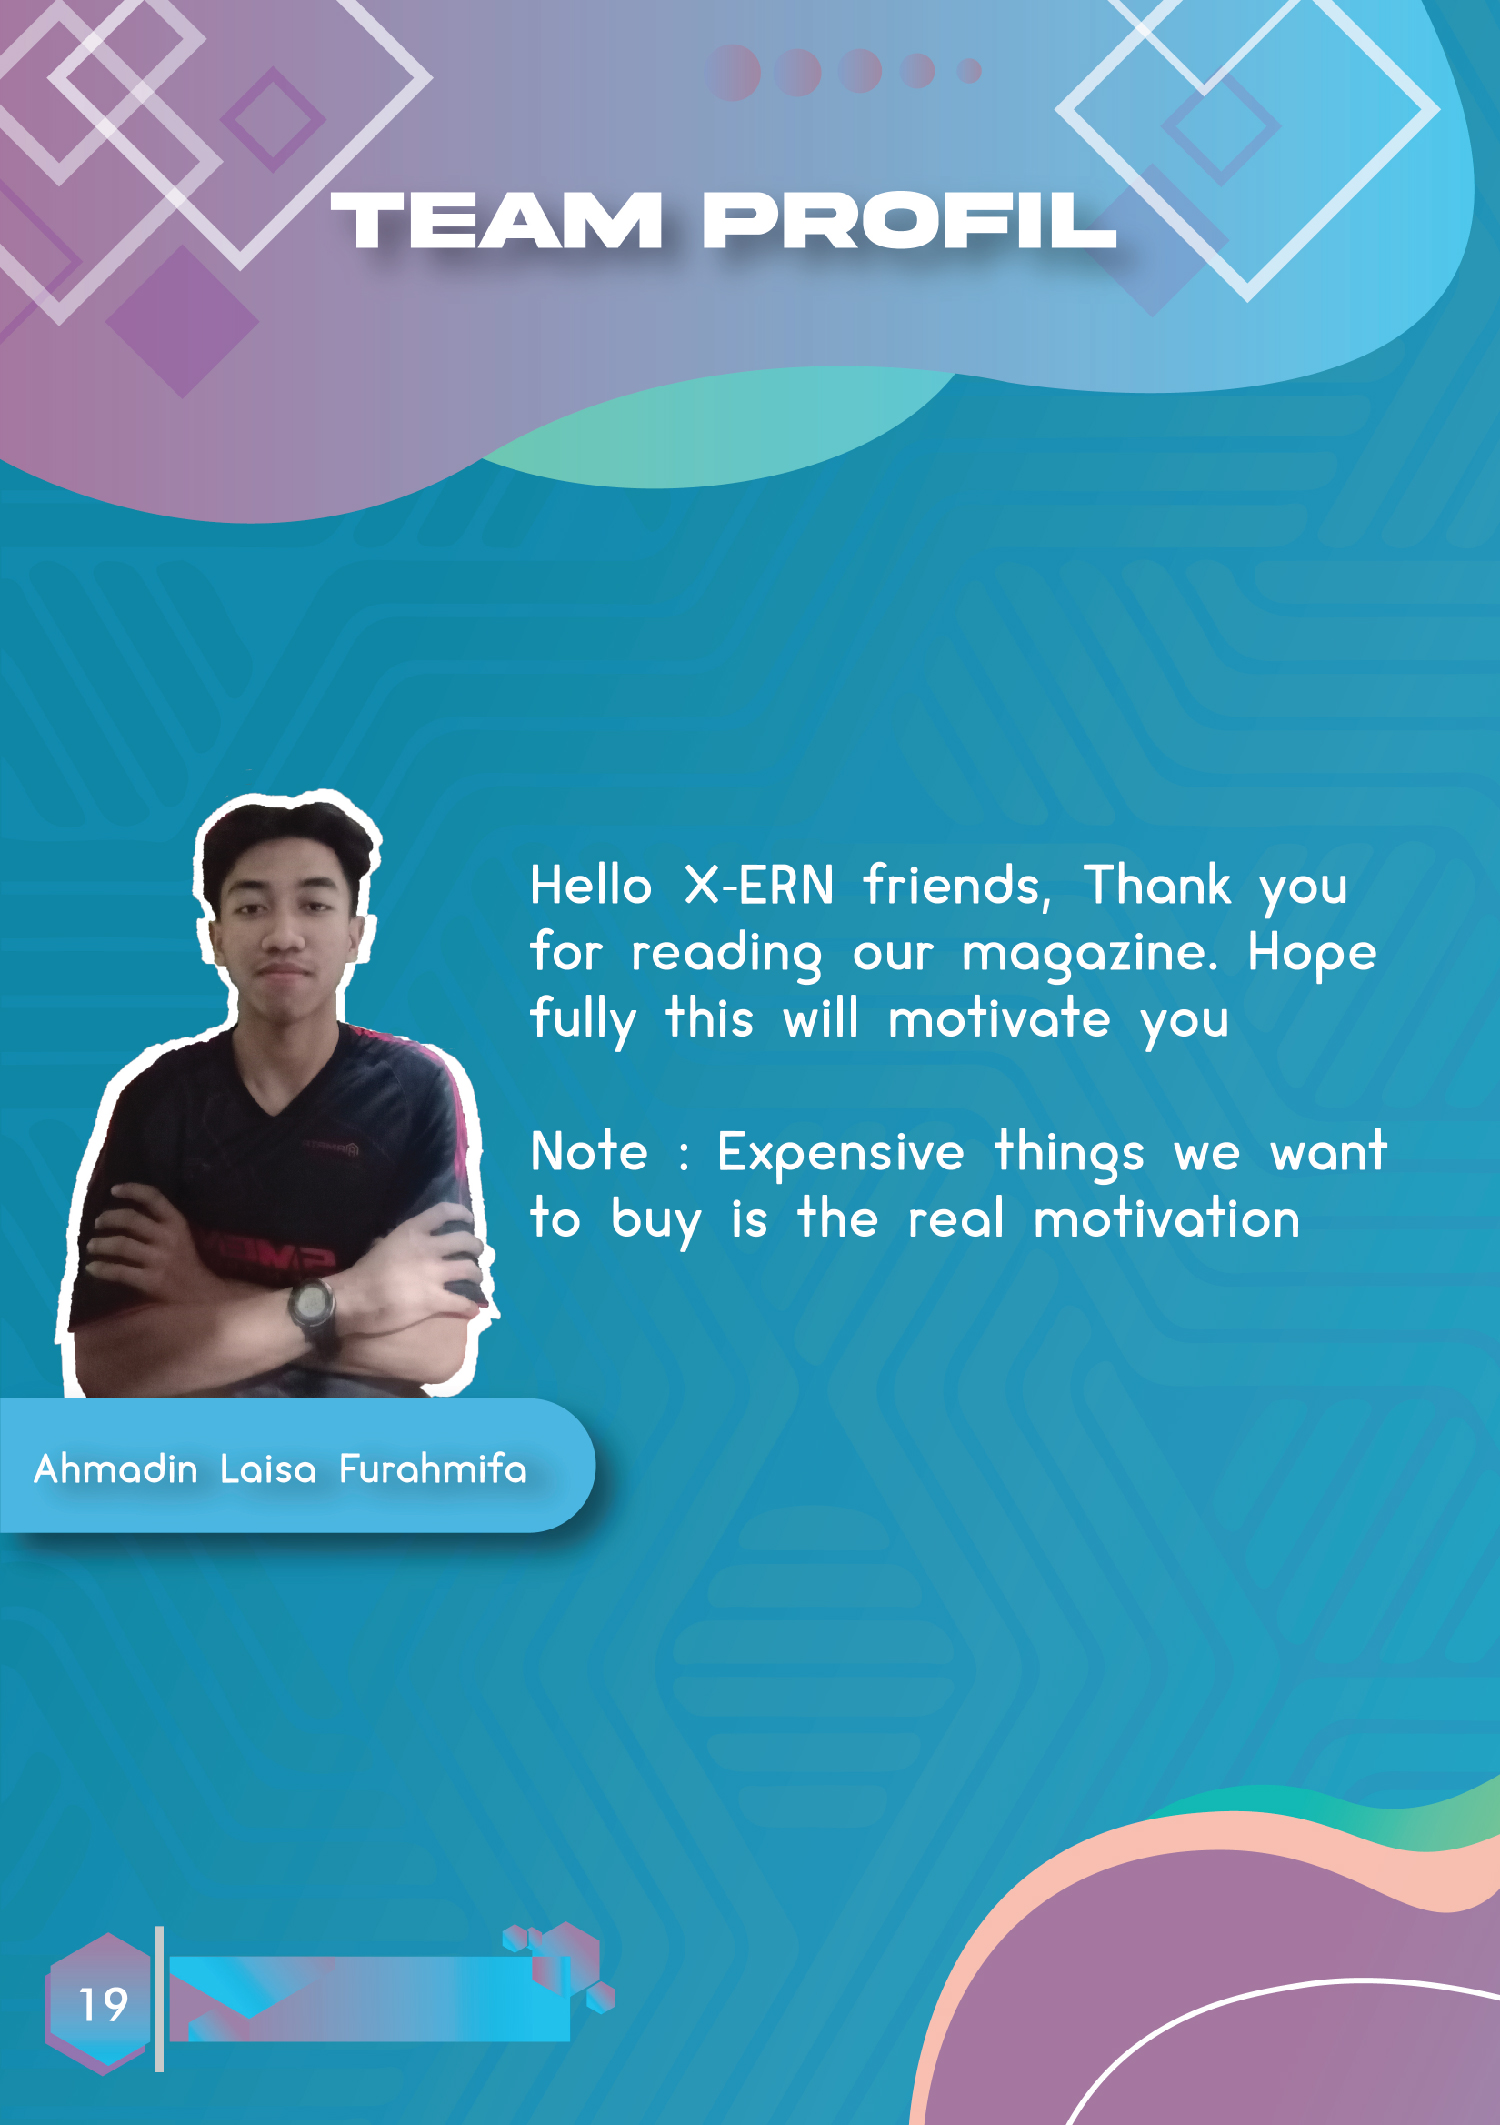 TEAM PROFIL
Hello X-ERN friends, Thank you
for reading our magazine. Hope
fully this will motivate you
Note : Expensive things we want
to buy is the real motivation
Ahmadin Laisa Furahmifa
19